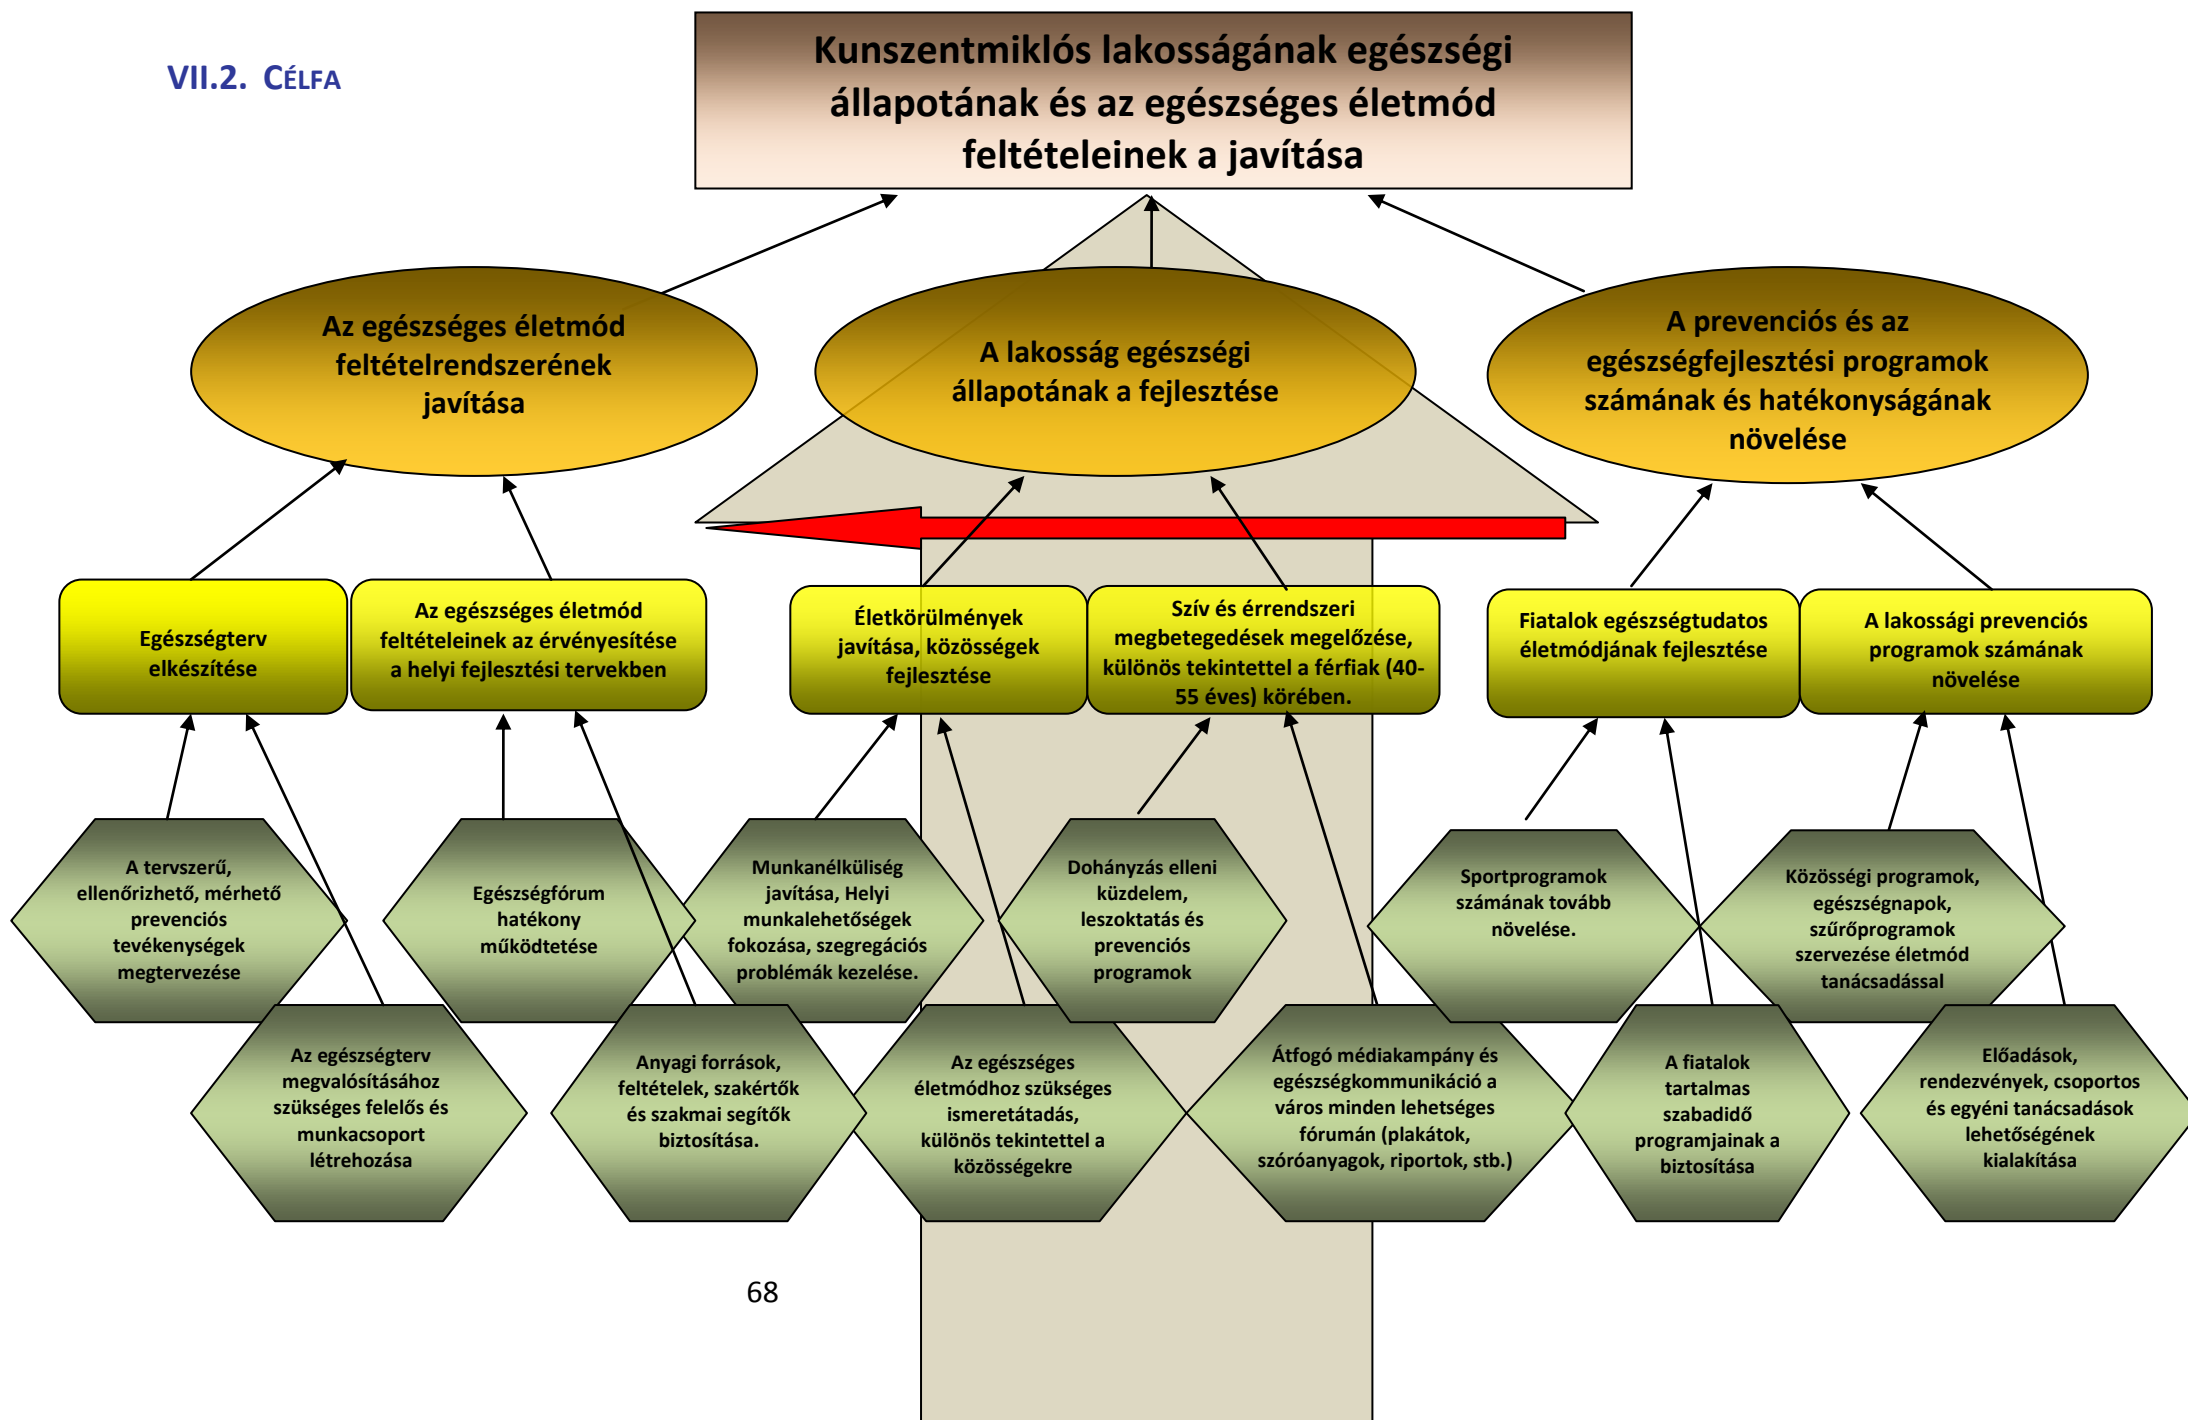 VII.2. CÉLFA
Kunszentmiklós lakosságának egészségi
állapotának és az egészséges életmód
feltételeinek a javítása
Az egészséges életmód
feltételrendszerének
javítása
A lakosság egészségi
állapotának a fejlesztése
A prevenciós és az
egészségfejlesztési programok
számának és hatékonyságának
növelése
Egészségterv
elkészítése
Az egészséges életmód
feltételeinek az érvényesítése
a helyi fejlesztési tervekben
Életkörülmények
javítása, közösségek
fejlesztése
Szív és érrendszeri
megbetegedések megelőzése,
különös tekintettel a férfiak (40-
55 éves) körében.
Fiatalok egészségtudatos
életmódjának fejlesztése
A lakossági prevenciós
programok számának
növelése
A tervszerű,
ellenőrizhető, mérhető
prevenciós
tevékenységek
megtervezése
Egészségfórum
hatékony
működtetése
Munkanélküliség
javítása, Helyi
munkalehetőségek
fokozása, szegregációs
problémák kezelése.
Dohányzás elleni
küzdelem,
leszoktatás és
prevenciós
programok
Sportprogramok
számának tovább
növelése.
Közösségi programok,
egészségnapok,
szűrőprogramok
szervezése életmód
tanácsadással
Az egészségterv
megvalósításához
szükséges felelős és
munkacsoport
létrehozása
Anyagi források,
feltételek, szakértők
és szakmai segítők
biztosítása.
Az egészséges
életmódhoz szükséges
ismeretátadás,
különös tekintettel a
közösségekre
Átfogó médiakampány és
egészségkommunikáció a
város minden lehetséges
fórumán (plakátok,
szóróanyagok, riportok, stb.)
A fiatalok
tartalmas
szabadidő
programjainak a
biztosítása
Előadások,
rendezvények, csoportos
és egyéni tanácsadások
lehetőségének
kialakítása
68